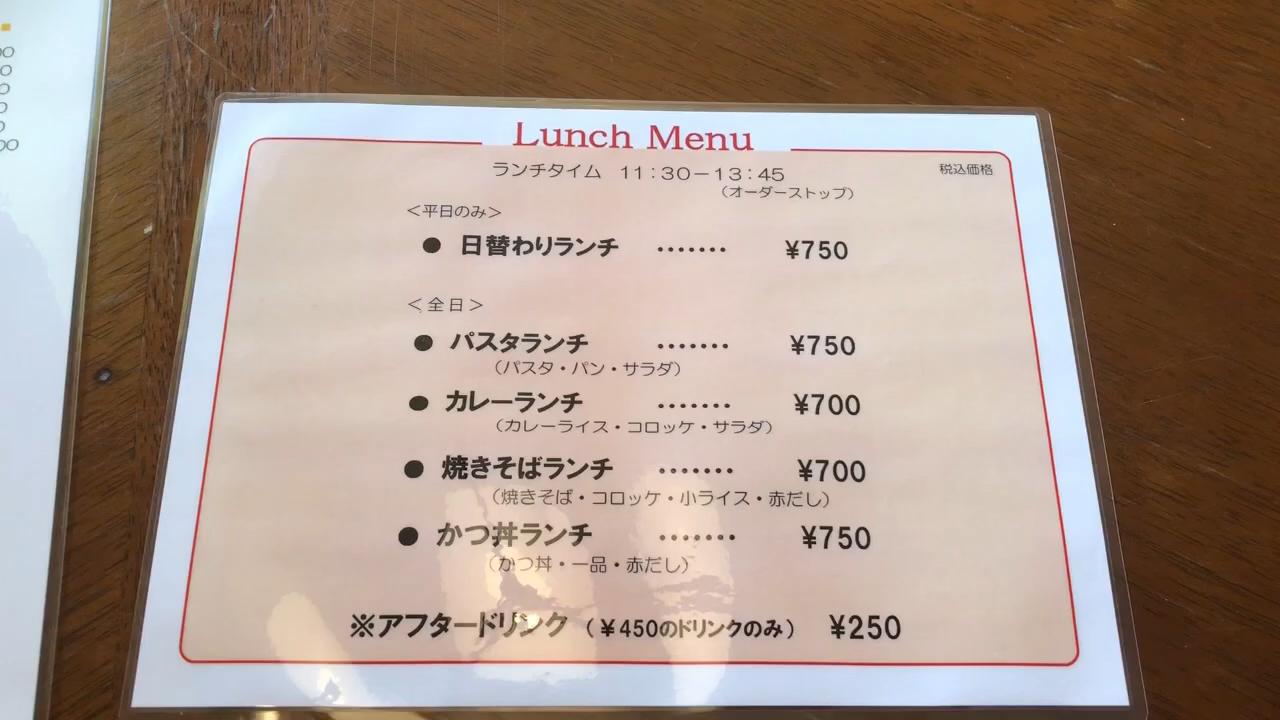 Lunch Menu
ランチタイム 11:30－13:45
税込価格
(オーダーストップ)
＜平日のみ＞
● 日替わりランチ ・・・・・・・ ¥750
＜全日＞
● パスタランチ ・・・・・・・ ¥750
(パスタ・パン・サラダ)
● カレーランチ ・・・・・・・ ¥700
(カレーライス・コロッケ・サラダ)
● 焼きそばランチ ・・・・・・・ ¥700
(焼きそば・コロッケ・小ライス・赤だし)
● かつ丼ランチ ・・・・・・・ ¥750
(かつ丼・一品・赤だし)
※アフタードリンク (¥450のドリンクのみ) ¥250